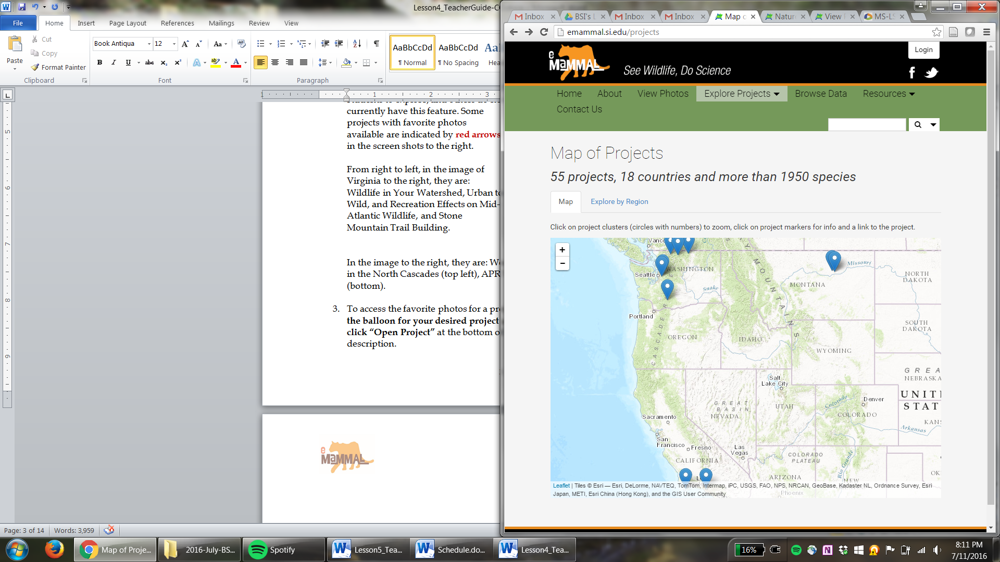 Lesson4_TeacherGuide-C
File
Home
Insert
Page Layout
References
Mailings
Review
View
Paste
Cut
Copy
Format Painter
Clipboard
Book Antiqua
12
Font
Paragraph
AaBbCcDd
¶ Normal
AaBbCcDd
¶ No Spacing
AaB
Hea
currently have this feature. Some
projects with favorite photos
available are indicated by red arrows
in the screen shots to the right.
From right to left, in the image of
Virginia to the right, they are:
Wildlife in Your Watershed, Urban to
Wild, and Recreation Effects on Mid-
Atlantic Wildlife, and Stone
Mountain Trail Building.
In the image to the right, they are: W
in the North Cascades (top left), APR
(bottom).
3. To access the favorite photos for a pr
the balloon for your desired project
click “Open Project” at the bottom o
description.
e
MaMMAL
Page: 3 of 14
Words: 3,959
Inbox
BSI's L
Inbox
Inbox
Map o
Natur
View
MS-LS
emammal.si.edu/projects
e
MaMMAL
See Wildlife, Do Science
Login
Home
About
View Photos
Explore Projects
Browse Data
Resources
Contact Us
Map of Projects
55 projects, 18 countries and more than 1950 species
Map
Explore by Region
Click on project clusters (circles with numbers) to zoom, click on project markers for info and a link to the project.
+
-
Vanc
Seattle
WASHINGTON
Missouri
NORTH
DAKOTA
MONTANA
Snake
Portland
CASCADE R
OREGON
IDAHO
MOUNTAINS
SOUTH
DAKOTA
WYOMING
GREA
NEBRASKA
Salt
Lake City
UNIT
STAT
GREAT
BASIN
NEVADA
UTAH
Colorado
Denver
COLORADO
KANS
Sacramento
San
Francisco
Fresno
Las
Vegas
Arkansas
CALIFORNIA
COLORADO
PLATEAU
Rio Grande
ARIZONA
NEW
OK
Phoenix
Leaflet | Tiles © Esri — Esri, DeLorme, NAVTEQ, TomTom, Intermap, iPC, USGS, FAO, NPS, NRCAN, GeoBase, Kadaster NL, Ordnance Survey, Esri
Japan, METI, Esri China (Hong Kong), and the GIS User Community
Map of Proje...
2016-July-BS...
Spotify
Lesson5_Tea...
Schedule.do...
Lesson4_Tea...
16%
8:11 PM
7/11/2016